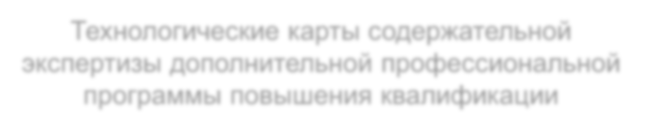 Технологические карты содержательной
экспертизы дополнительной профессиональной
программы повышения квалификации